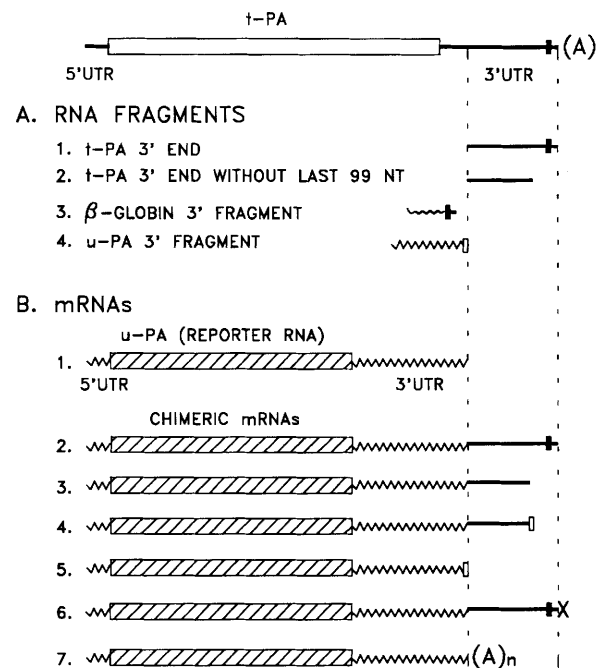 t-PA
(A)
5'UTR 3'UTR
A. RNA FRAGMENTS
1. t-PA 3' END
2. t-PA 3' END WITHOUT LAST 99 NT
3. β-GLOBIN 3' FRAGMENT
4. u-PA 3' FRAGMENT
B. mRNAs
u-PA (REPORTER RNA)
1.
5'UTR 3'UTR
CHIMERIC mRNAs
2.
3.
4.
5.
6. X
7. (A)n